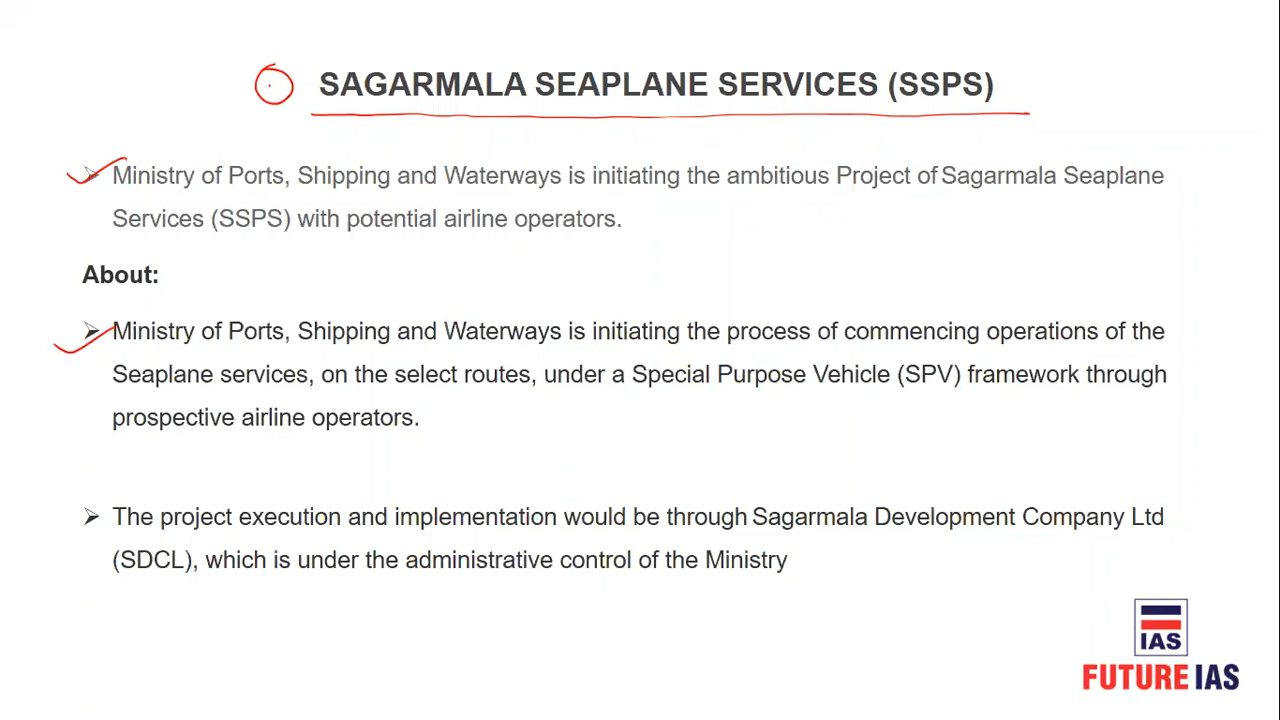 SAGARMALA SEAPLANE SERVICES (SSPS)
Ministry of Ports, Shipping and Waterways is initiating the ambitious Project of Sagarmala Seaplane
Services (SSPS) with potential airline operators.
About:
Ministry of Ports, Shipping and Waterways is initiating the process of commencing operations of the
Seaplane services, on the select routes, under a Special Purpose Vehicle (SPV) framework through
prospective airline operators.
The project execution and implementation would be through Sagarmala Development Company Ltd
(SDCL), which is under the administrative control of the Ministry
IAS
FUTURE IAS